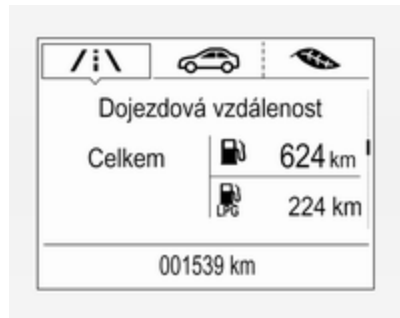 Dojezdová vzdálenost
Celkem
624 km
LPG
224 km
001539 km